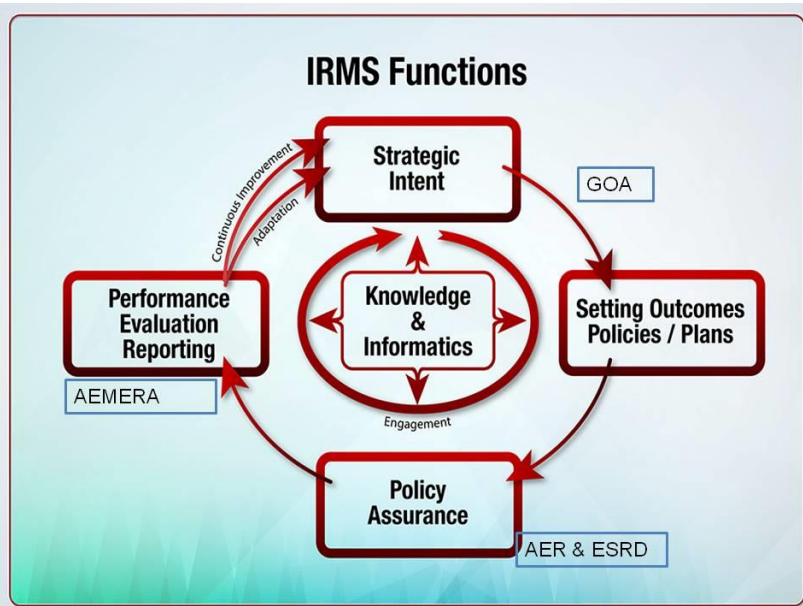 IRMS Functions
Strategic
Intent
GOA
Continuous Improvement
Adaptation
Performance
Evaluation
Reporting
Knowledge
&
Informatics
Setting Outcomes
Policies / Plans
AEMERA
Engagement
Policy
Assurance
AER & ESRD